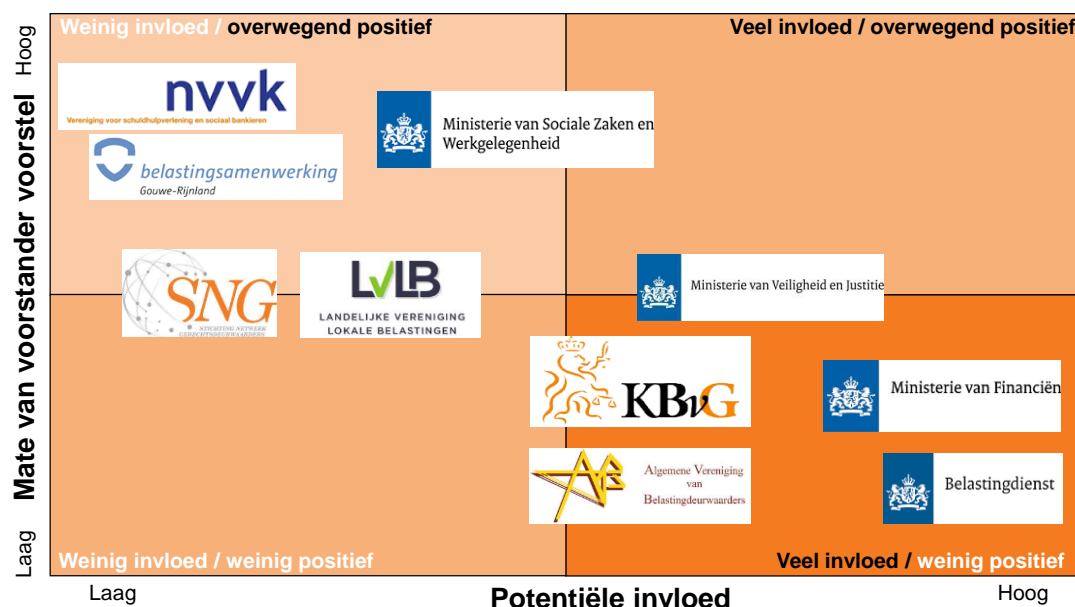 Weinig invloed / overwegend positief
Veel invloed / overwegend positief
Hoog
nvvk
Vereniging voor schuldhulpverlening en sociaal bankieren
Ministerie van Sociale Zaken en
Werkgelegenheid
belastingsamenwerking
Gouwe-Rijnland
Mate van voorstander voorstel
SNG
STICHTING NETWERK
GERECHTSDEURWAARDERS
LVLB
LANDELIJKE VERENIGING
LOKALE BELASTINGEN
Ministerie van Veiligheid en Justitie
KBvG
Ministerie van Financiën
Algemene Vereniging
van
Belastingdeurwaarders
Belastingdienst
Laag
Weinig invloed / weinig positief
Veel invloed / weinig positief
Laag
Potentiële invloed
Hoog